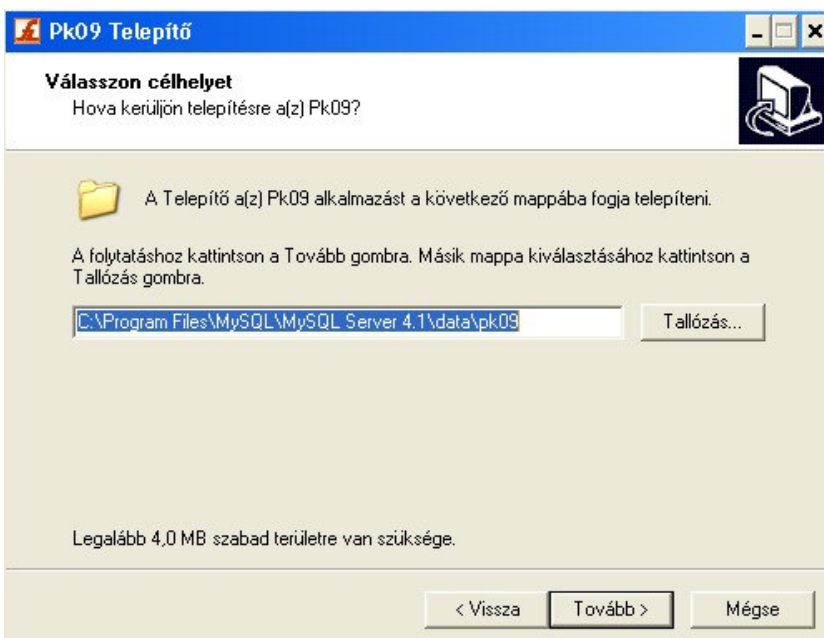 Pk09 Telepítő
Válasszon célhelyet
Hova kerüljön telepítésre a(z) Pk09?
A Telepítő a(z) Pk09 alkalmazást a következő mappába fogja telepíteni.
A folytatáshoz kattintson a Tovább gombra. Másik mappa kiválasztásához kattintson a
Tallózás gombra.
C:\Program Files\MySQL\MySQL Server 4.1\data\pk09
Tallózás...
Legalább 4,0 MB szabad területre van szüksége.
< Vissza
Tovább >
Mégse